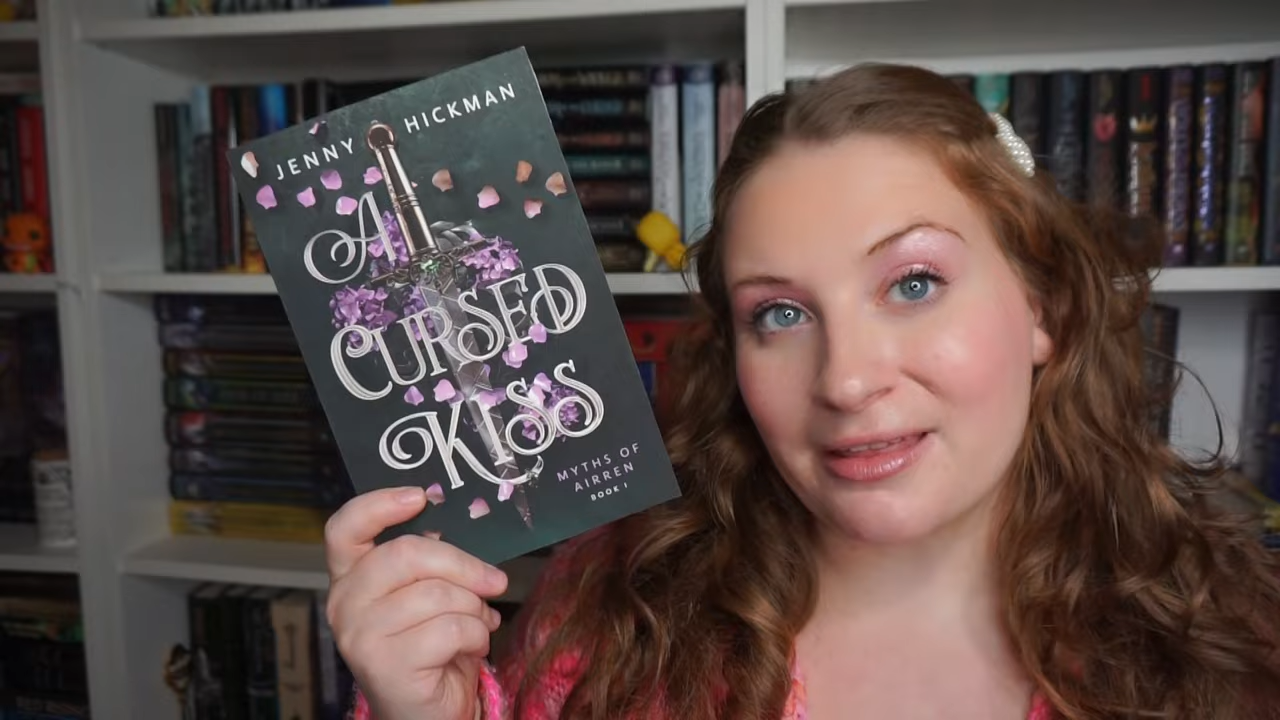 JENNY HICKMAN
A
CURSED
KISS
MYTHS OF
AIRREN
BOOK 1